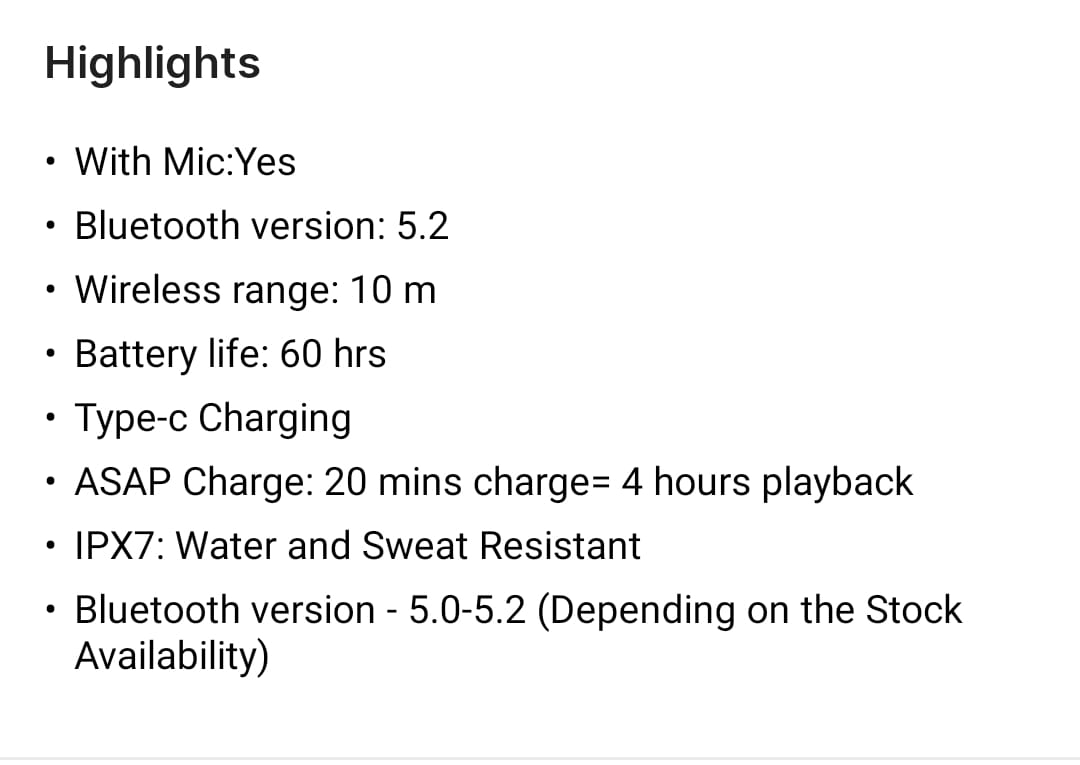 Highlights
• With Mic:Yes
• Bluetooth version: 5.2
• Wireless range: 10 m
• Battery life: 60 hrs
• Type-c Charging
• ASAP Charge: 20 mins charge= 4 hours playback
• IPX7: Water and Sweat Resistant
• Bluetooth version - 5.0-5.2 (Depending on the Stock
Availability)